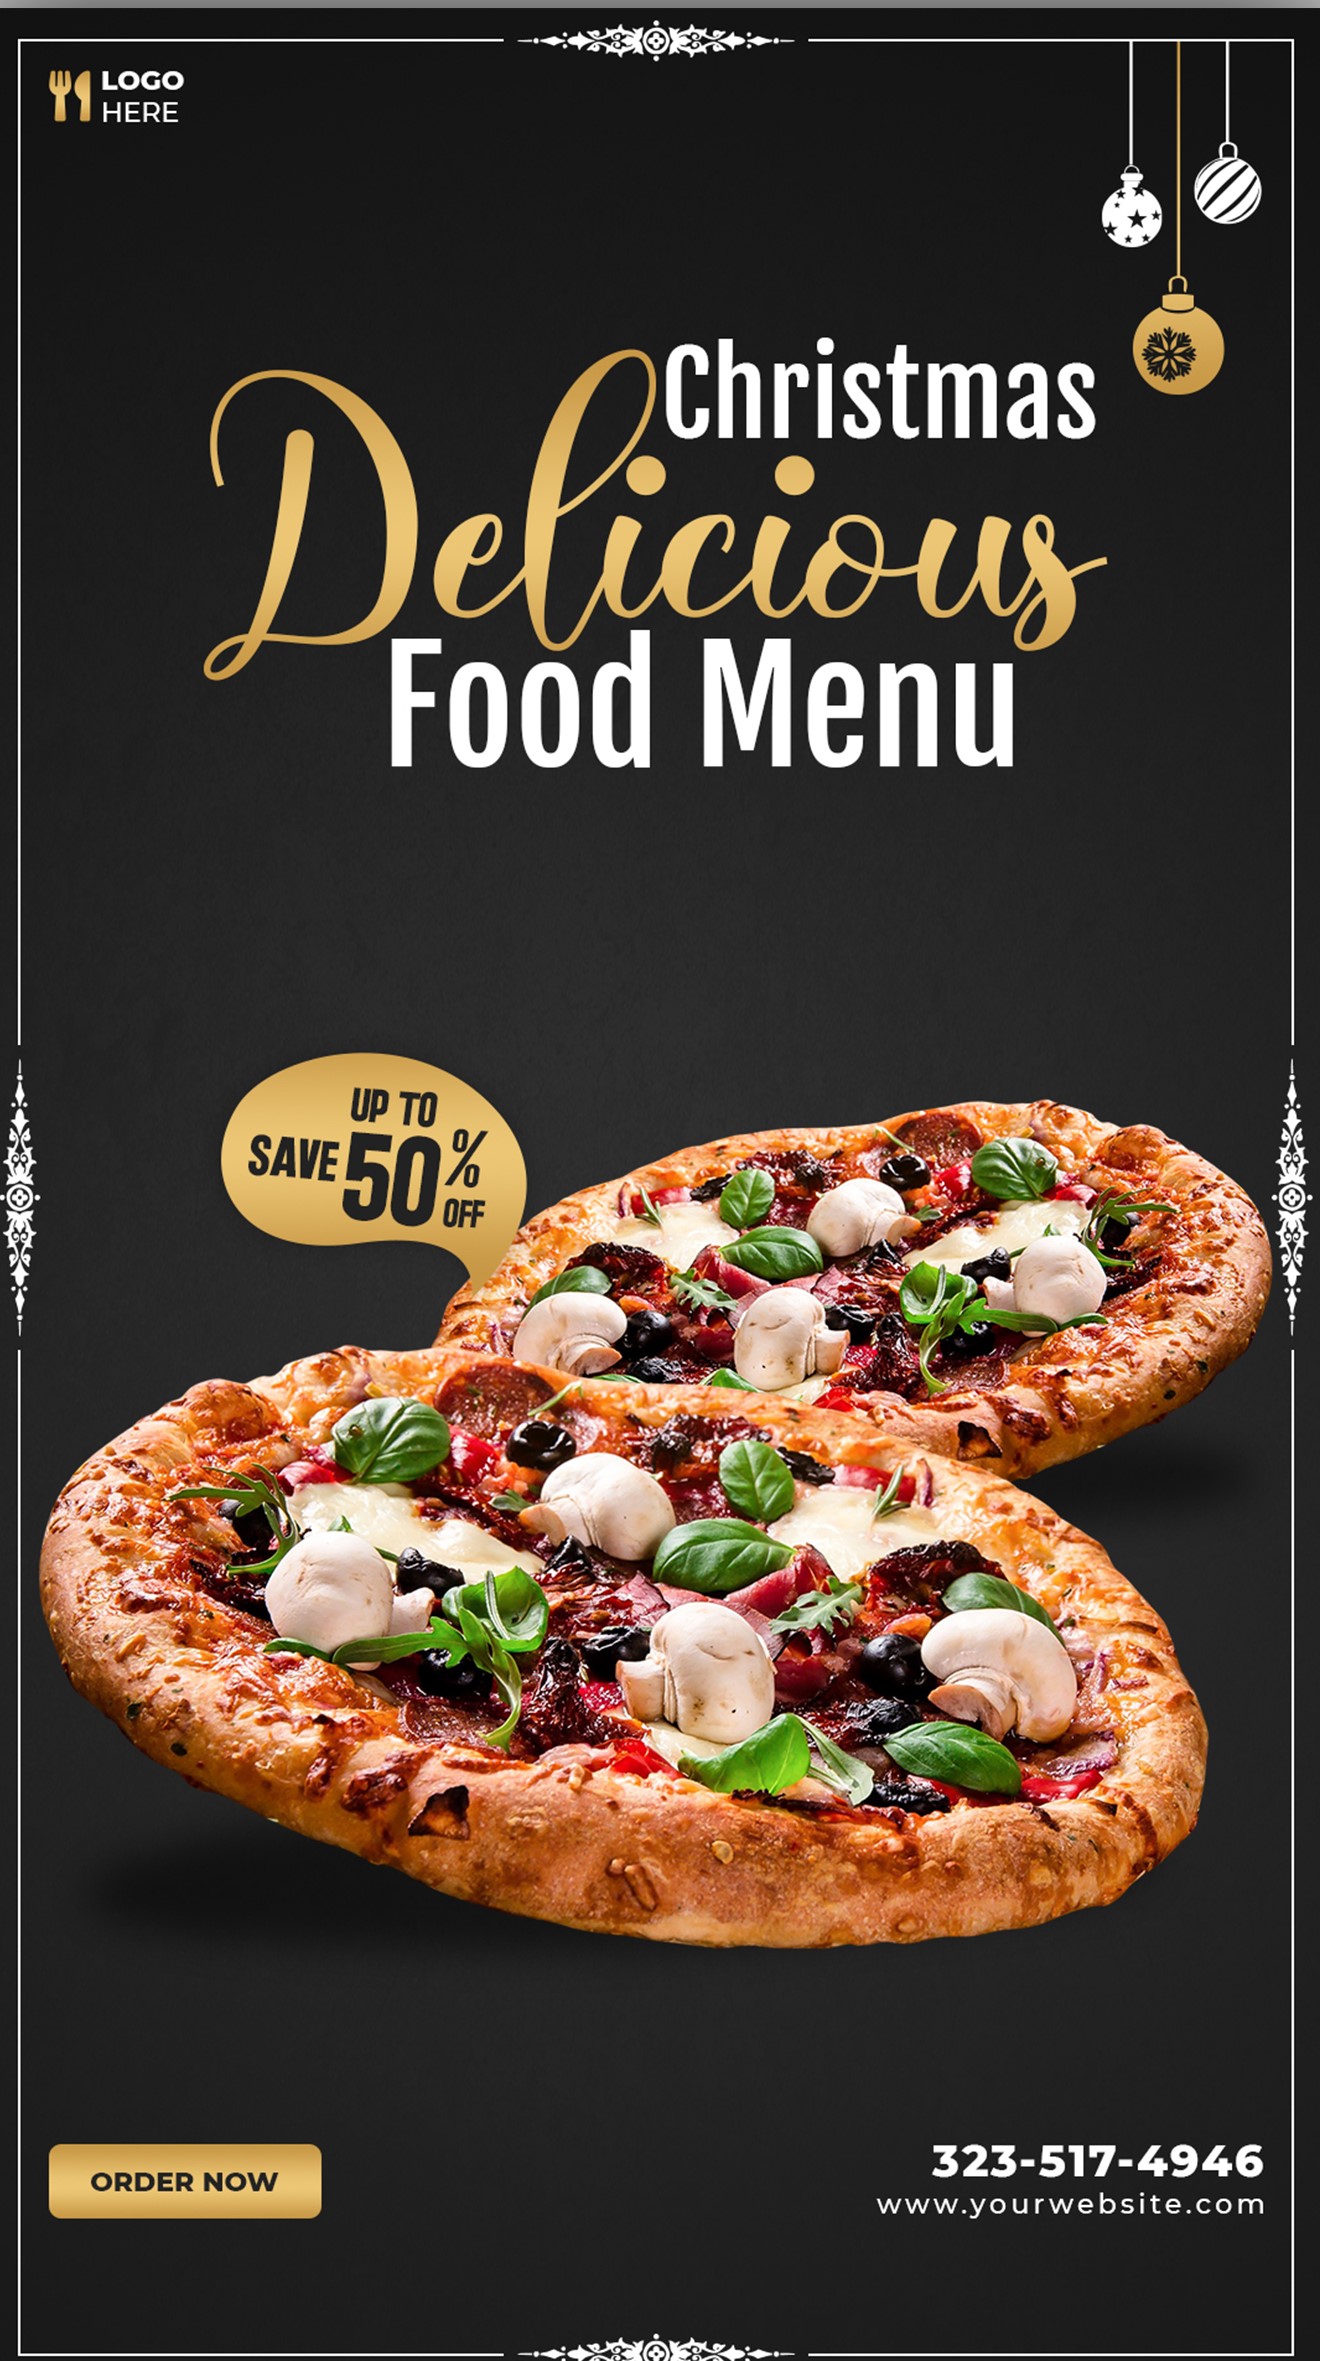 LOGO
HERE
Christmas
Delicious
Food Menu
UP TO
SAVE 50% OFF
ORDER NOW
323-517-4946
www.yourwebsite.com